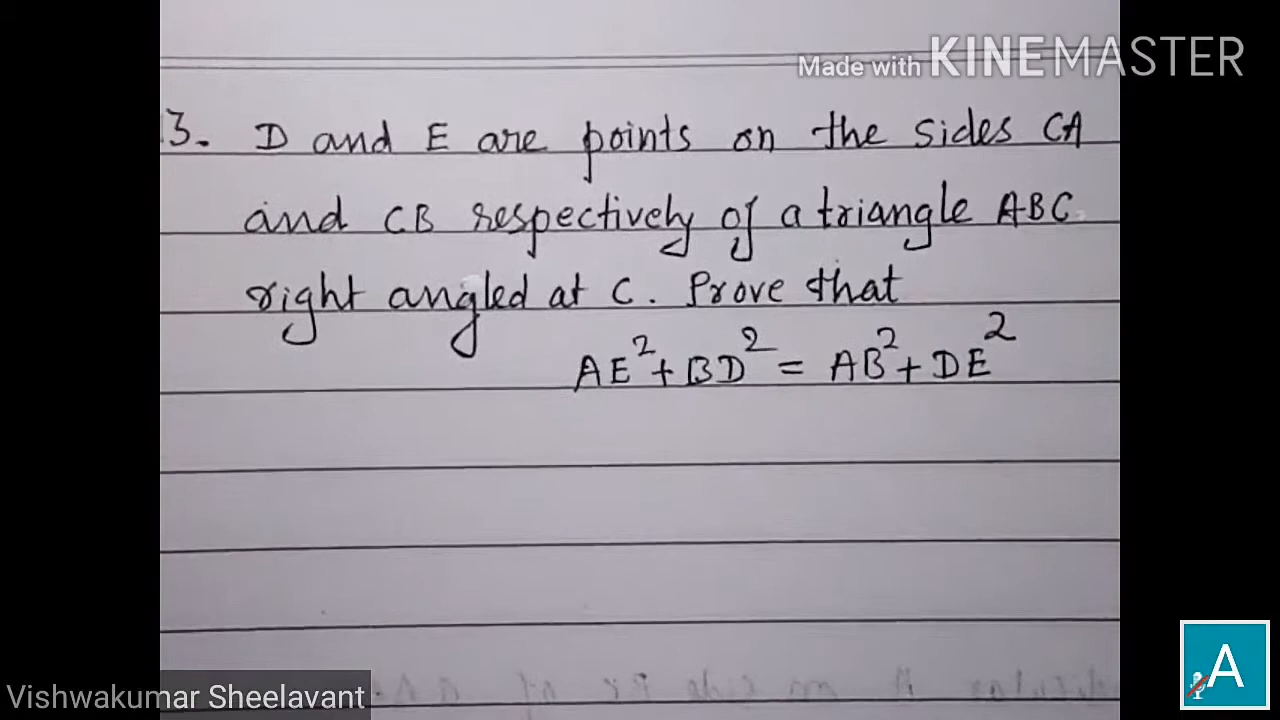 Made with KINEMASTER
3. D and E are points on the sides CA
and CB respectively of a triangle ABC
right angled at C. Prove that
AE² + BD² = AB² + DE²
Vishwakumar Sheelavant
A